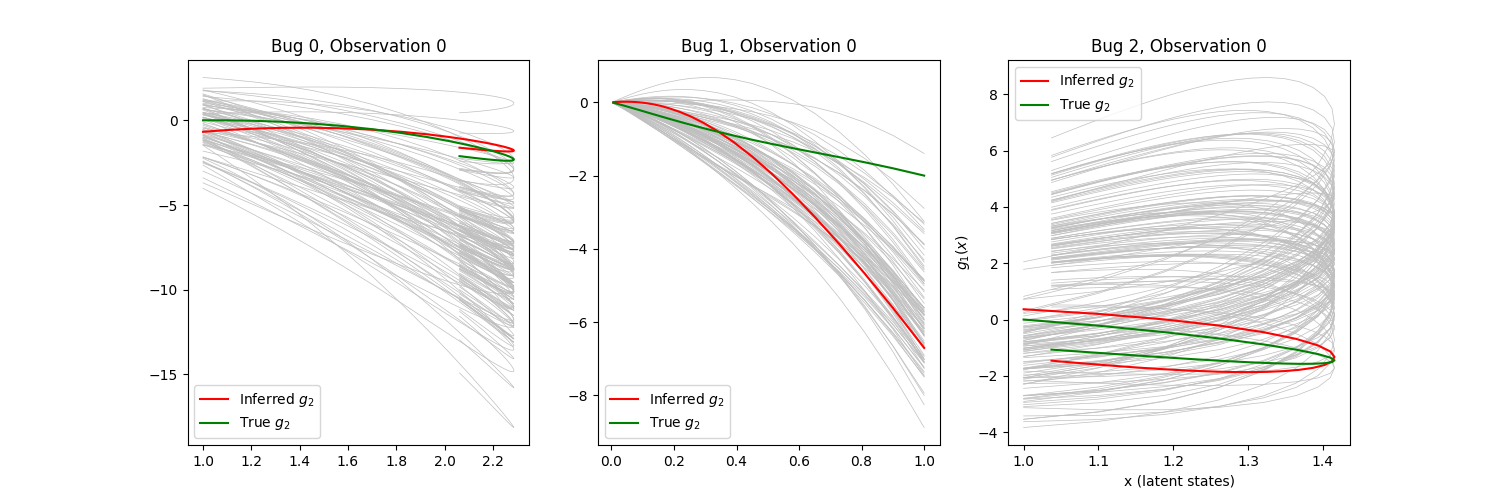 Bug 0, Observation 0
0
−5
−10
−15
Inferred g₂
True g₂
1.0 1.2 1.4 1.6 1.8 2.0 2.2
Bug 1, Observation 0
0
−2
−4
−6
−8
Inferred g₂
True g₂
0.0 0.2 0.4 0.6 0.8 1.0
Bug 2, Observation 0
Inferred g₂
True g₂
g₁(x)
8
6
4
2
0
−2
−4
1.0 1.1 1.2 1.3 1.4
x (latent states)